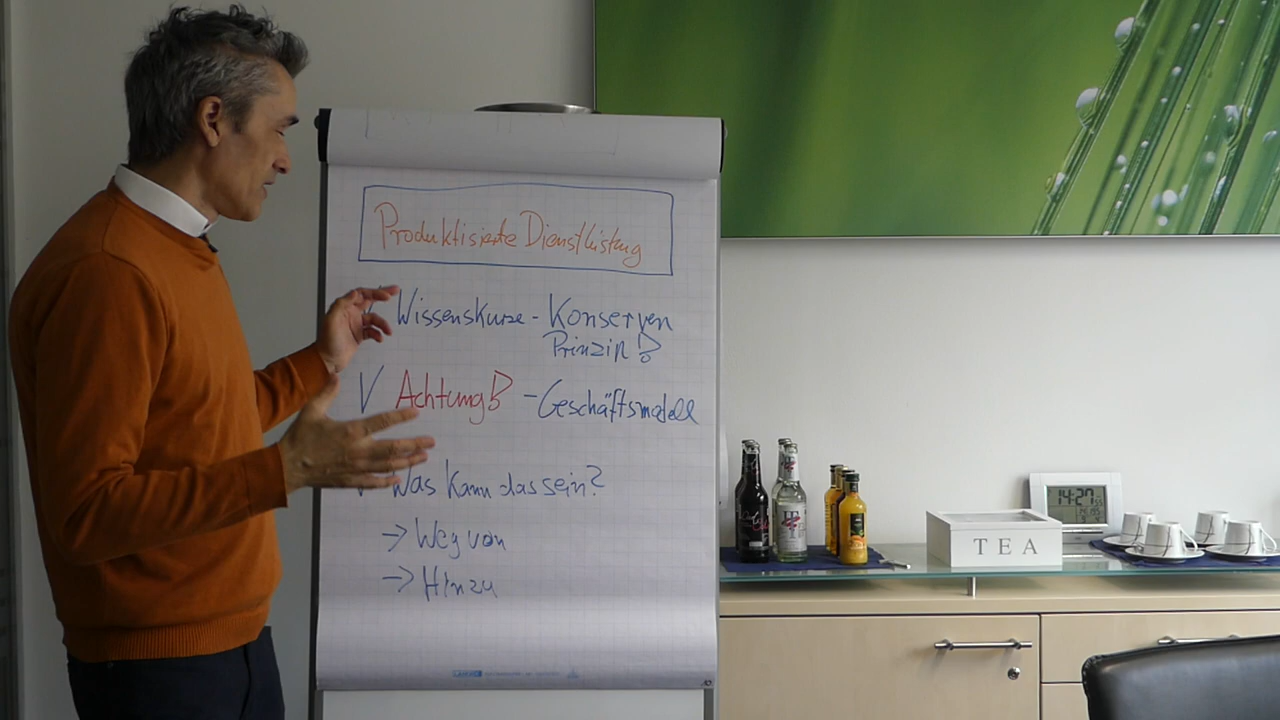 Produktisierte Dienstleistung
V Wissenskurse - Konserven
Prinzip!
V Achtung! - Geschäftsmodell
V Was kann das sein?
→ Weg von
→ Hinzu
TEA
14:27